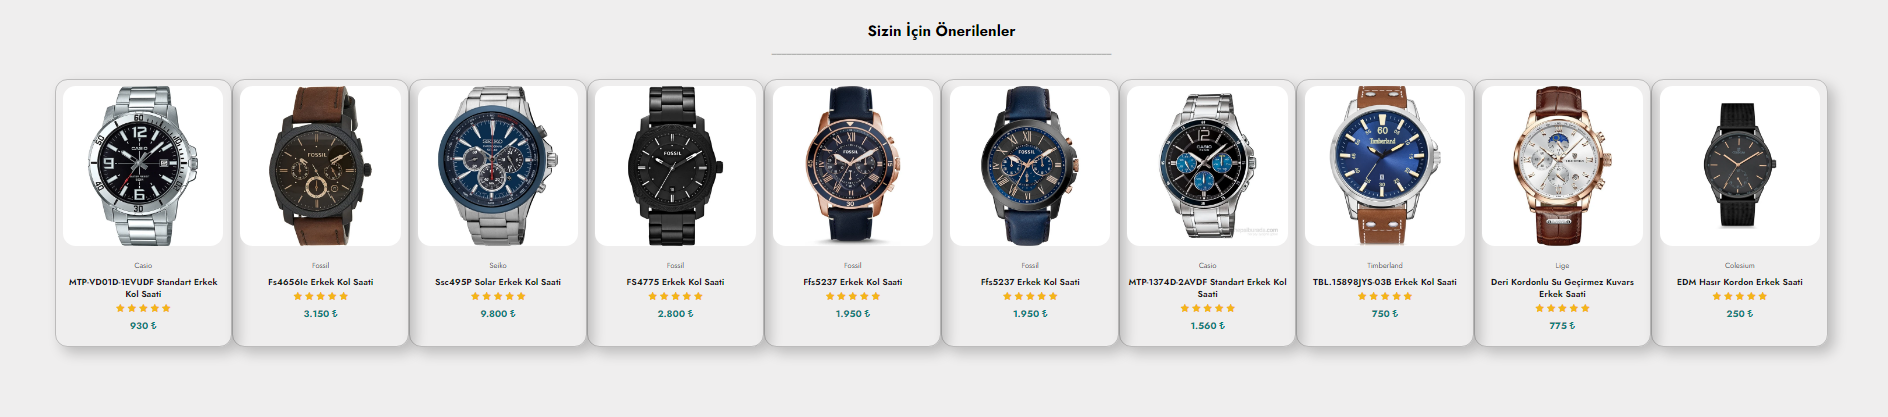 Sizin İçin Önerilenler
Casio
MTP-VD01D-1EVUDF Standart Erkek
Kol Saati
930 ₺
Fossil
Fs4656Ie Erkek Kol Saati
3.150 ₺
Seiko
Ssc495P Solar Erkek Kol Saati
9.800 ₺
Fossil
FS4775 Erkek Kol Saati
2.800 ₺
Fossil
Ffs5237 Erkek Kol Saati
1.950 ₺
Fossil
Ffs5237 Erkek Kol Saati
1.950 ₺
Casio
MTP-1374D-2AVDF Standart Erkek Kol
Saati
1.560 ₺
Timberland
TBL.15898JYS-03B Erkek Kol Saati
750 ₺
Lige
Deri Kordonlu Su Geçirmez Kuvars
Erkek Saati
775 ₺
Colesium
EDM Hasır Kordon Erkek Saati
250 ₺